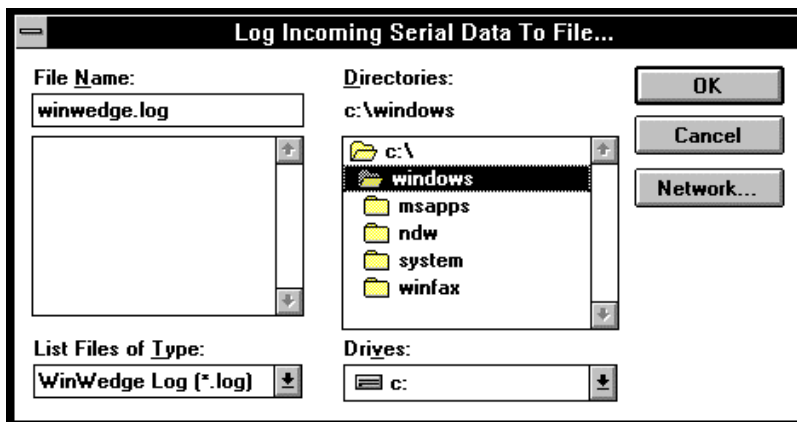 Log Incoming Serial Data To File...
File Name:
winwedge.log
List Files of Type:
WinWedge Log (*.log)
Directories:
c:\windows
c:\
windows
msapps
ndw
system
winfax
Drives:
c:
OK
Cancel
Network...